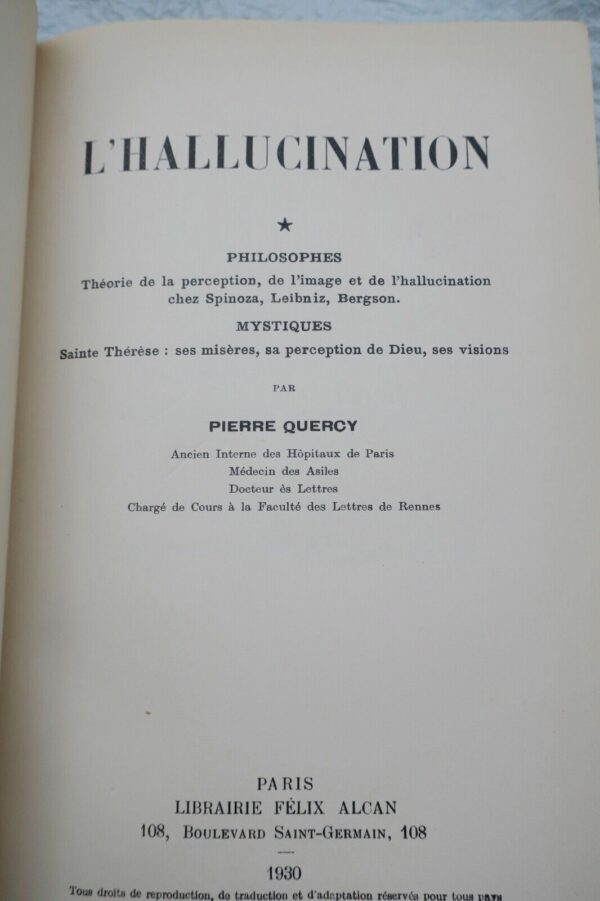 L'HALLUCINATION
★
PHILOSOPHES
Théorie de la perception, de l'image et de l'hallucination
chez Spinoza, Leibniz, Bergson.
MYSTIQUES
Sainte Thérèse : ses misères, sa perception de Dieu, ses visions
PAR
PIERRE QUERCY
Ancien Interne des Hôpitaux de Paris
Médecin des Asiles
Docteur ès Lettres
Chargé de Cours à la Faculté des Lettres de Rennes
PARIS
LIBRAIRIE FÉLIX ALCAN
108, BOULEVARD SAINT-GERMAIN, 108
1930
Tous droits de reproduction, de traduction et d'adaptation réservés pour tous pays